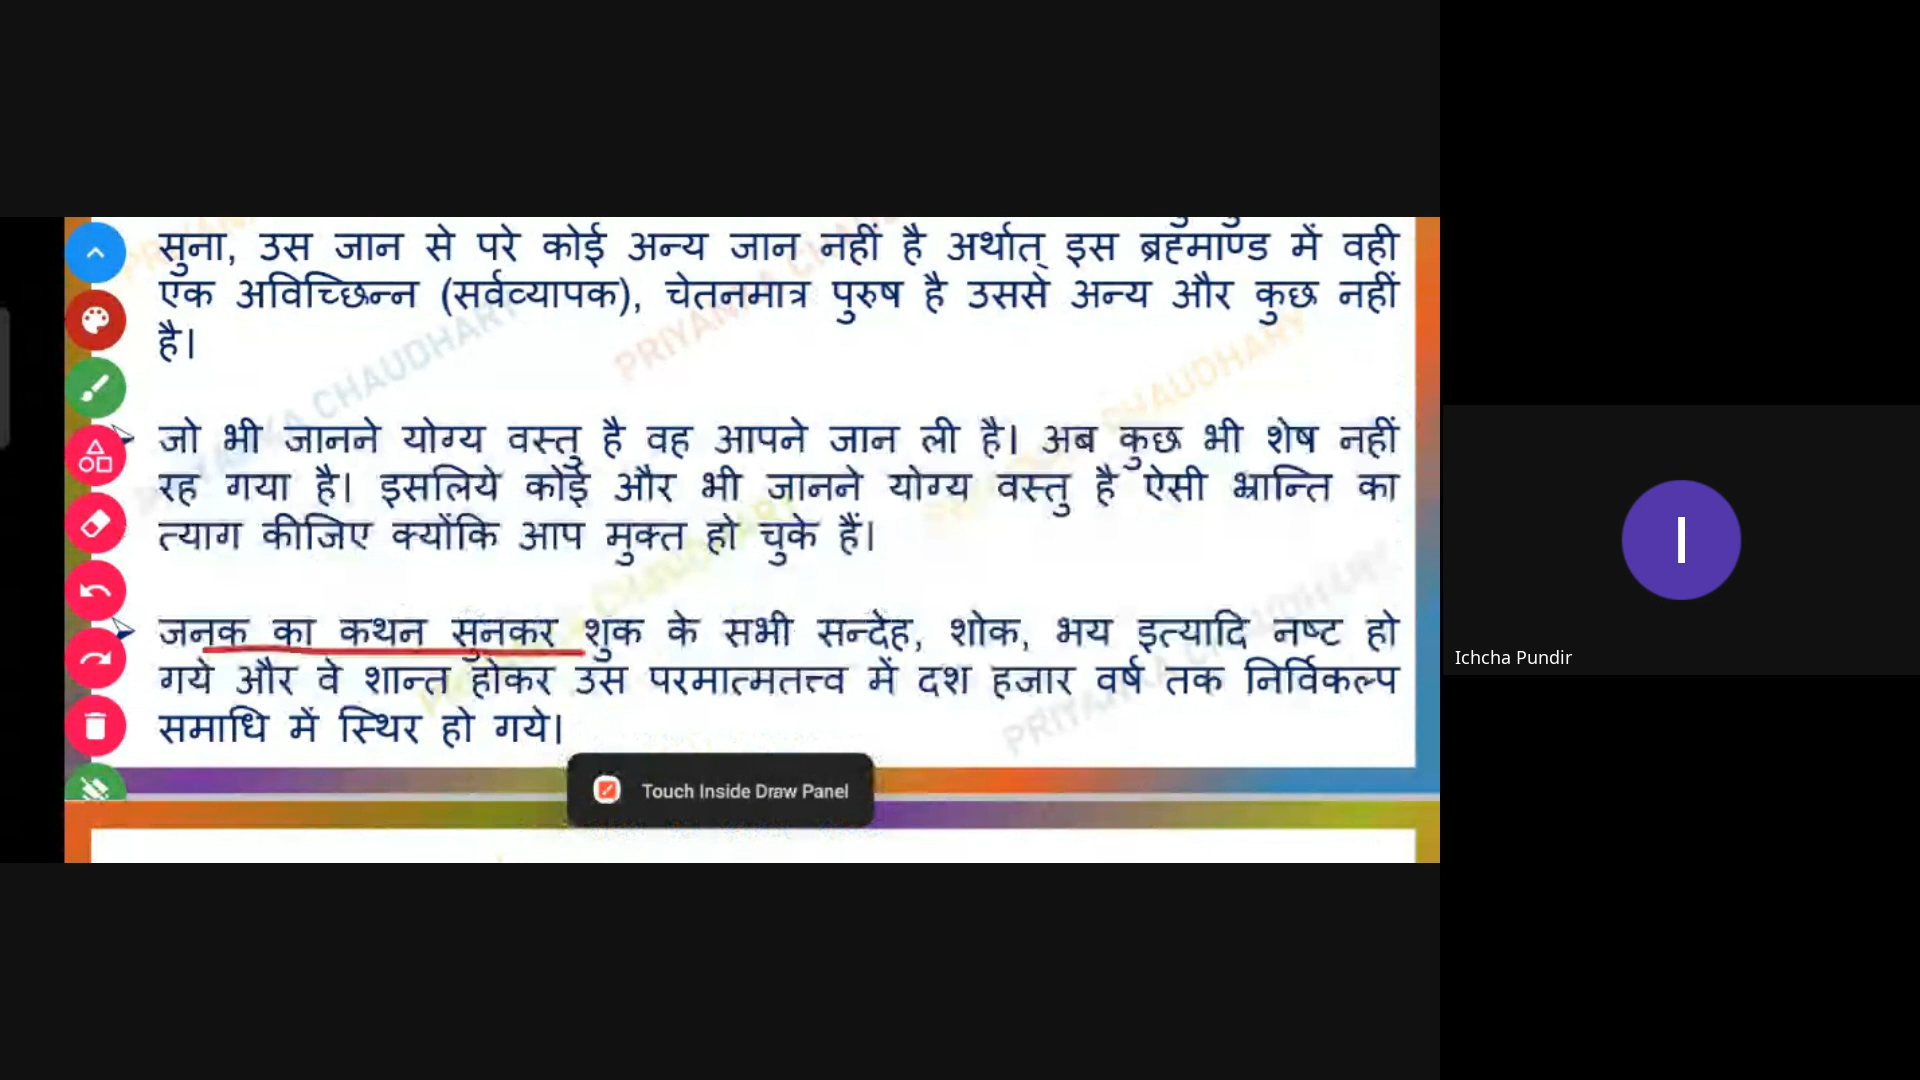 सुना, उस जान से परे कोई अन्य जान नहीं है अर्थात् इस ब्रह्माण्ड में वही
एक अविच्छिन्न (सर्वव्यापक), चेतनमात्र पुरुष है उससे अन्य और कुछ नहीं
है।
जो भी जानने योग्य वस्तु है वह आपने जान ली है। अब कुछ भी शेष नहीं
रह गया है। इसलिये कोई और भी जानने योग्य वस्तु है ऐसी भ्रान्ति का
त्याग कीजिए क्योंकि आप मुक्त हो चुके हैं।
जनक का कथन सुनकर शुक के सभी सन्देह, शोक, भय इत्यादि नष्ट हो
गये और वे शान्त होकर उस परमात्मतत्त्व में दश हजार वर्ष तक निर्विकल्प
समाधि में स्थिर हो गये।
Touch Inside Draw Panel
I
Ichcha Pundir
PRIYANKA CHAUDHARY